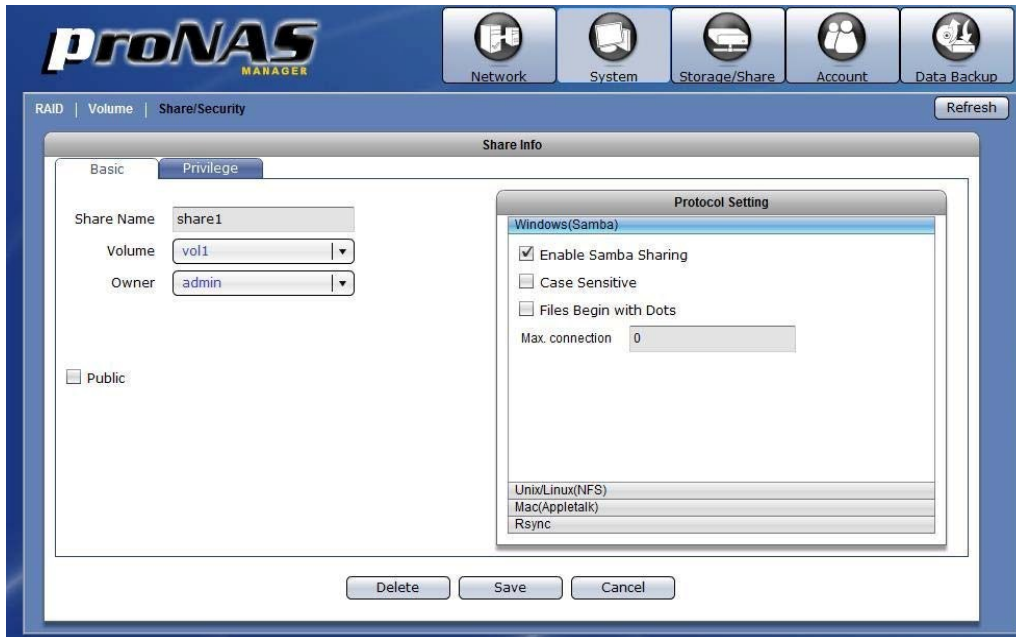 proNAS
MANAGER
Network
System
Storage/Share
Account
Data Backup
RAID | Volume | Share/Security
Refresh
Share Info
Basic
Privilege
Share Name share1
Volume vol1
Owner admin
Public
Protocol Setting
Windows(Samba)
Enable Samba Sharing
Case Sensitive
Files Begin with Dots
Max. connection 0
Unix/Linux(NFS)
Mac(Appletalk)
Rsync
Delete
Save
Cancel